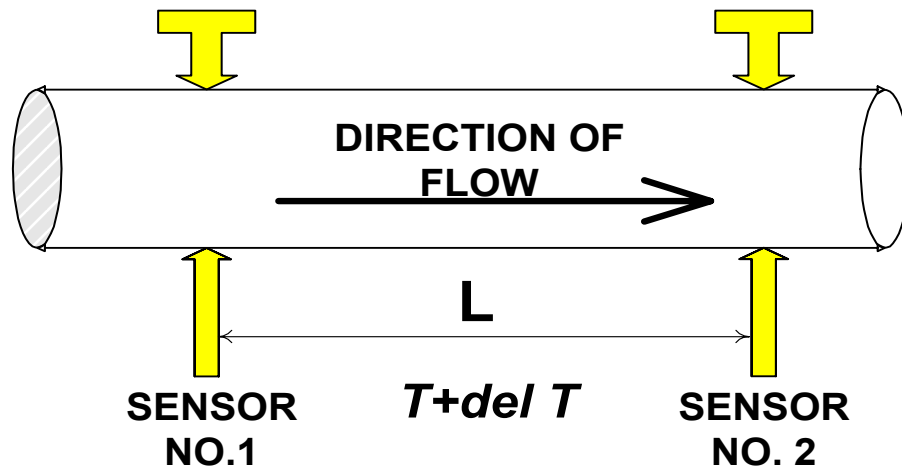 DIRECTION OF
FLOW
L
T+del T
SENSOR
NO.1
SENSOR
NO. 2